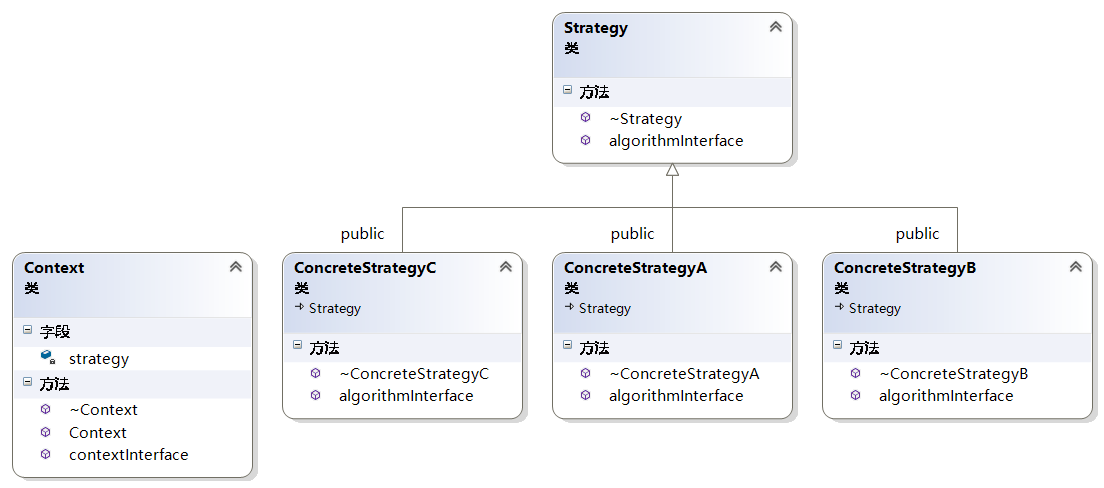 Strategy
类
方法
~Strategy
algorithmInterface
public
public
public
Context
类
字段
strategy
方法
~Context
Context
contextInterface
ConcreteStrategyC
类
Strategy
方法
~ConcreteStrategyC
algorithmInterface
ConcreteStrategyA
类
Strategy
方法
~ConcreteStrategyA
algorithmInterface
ConcreteStrategyB
类
Strategy
方法
~ConcreteStrategyB
algorithmInterface